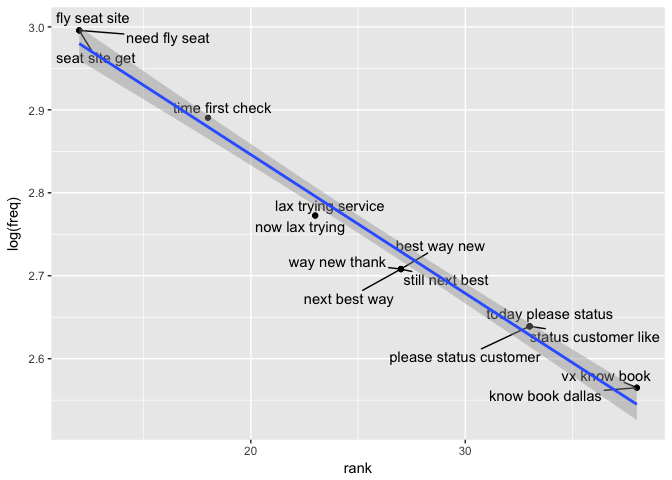 fly seat site
3.0
need fly seat
seat site get
2.9
time first check
2.8
lax trying service
now lax trying
best way new
way new thank
2.7
still next best
next best way
today please status
status customer like
2.6
please status customer
vx know book
know book dallas
log(freq)
20
30
rank